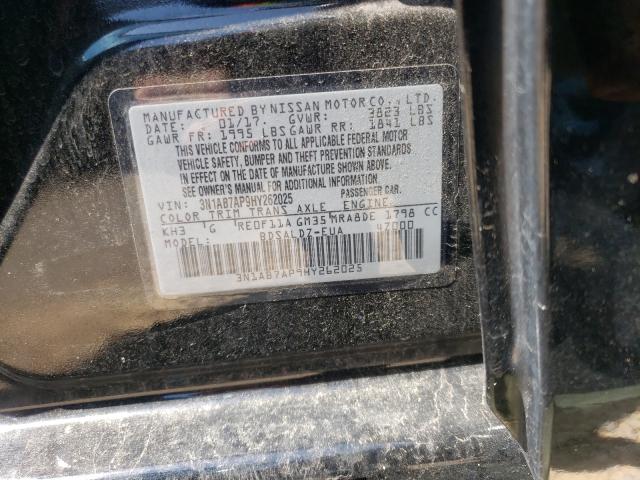 MANUFACTURED BY NISSAN MOTOR CO., LTD.
DATE: 01/17. GVWR: 3823 LBS
GAWR FR: 1995 LBS GAWR RR: 1841 LBS
THIS VEHICLE CONFORMS TO ALL APPLICABLE FEDERAL MOTOR
VEHICLE SAFETY, BUMPER AND THEFT PREVENTION STANDARDS
IN EFFECT ON THE DATE OF MANUFACTURE SHOWN ABOVE.
SEE OWNER'S MANUAL FOR ADDITIONAL INFORMATION.
VIN: 3N1AB7AP9HY262025 PASSENGER CAR.
COLOR TRIM TRANS AXLE ENGINE
KH3 G RE0F11A GM35 MRA8DE 1798 CC
BDSALDZ-EUA 47000
3N1AB7AP9HY262025